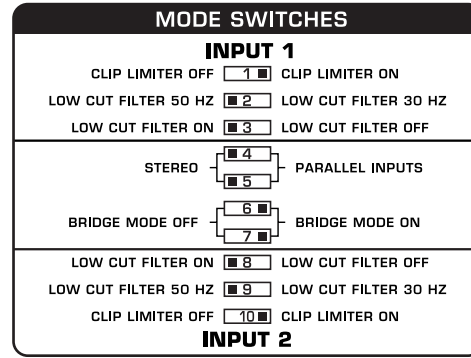 MODE SWITCHES
INPUT 1
CLIP LIMITER OFF 1 CLIP LIMITER ON
LOW CUT FILTER 50 HZ 2 LOW CUT FILTER 30 HZ
LOW CUT FILTER ON 3 LOW CUT FILTER OFF
4
STEREO PARALLEL INPUTS
5
6
BRIDGE MODE OFF BRIDGE MODE ON
7
LOW CUT FILTER ON 8 LOW CUT FILTER OFF
LOW CUT FILTER 50 HZ 9 LOW CUT FILTER 30 HZ
CLIP LIMITER OFF 10 CLIP LIMITER ON
INPUT 2